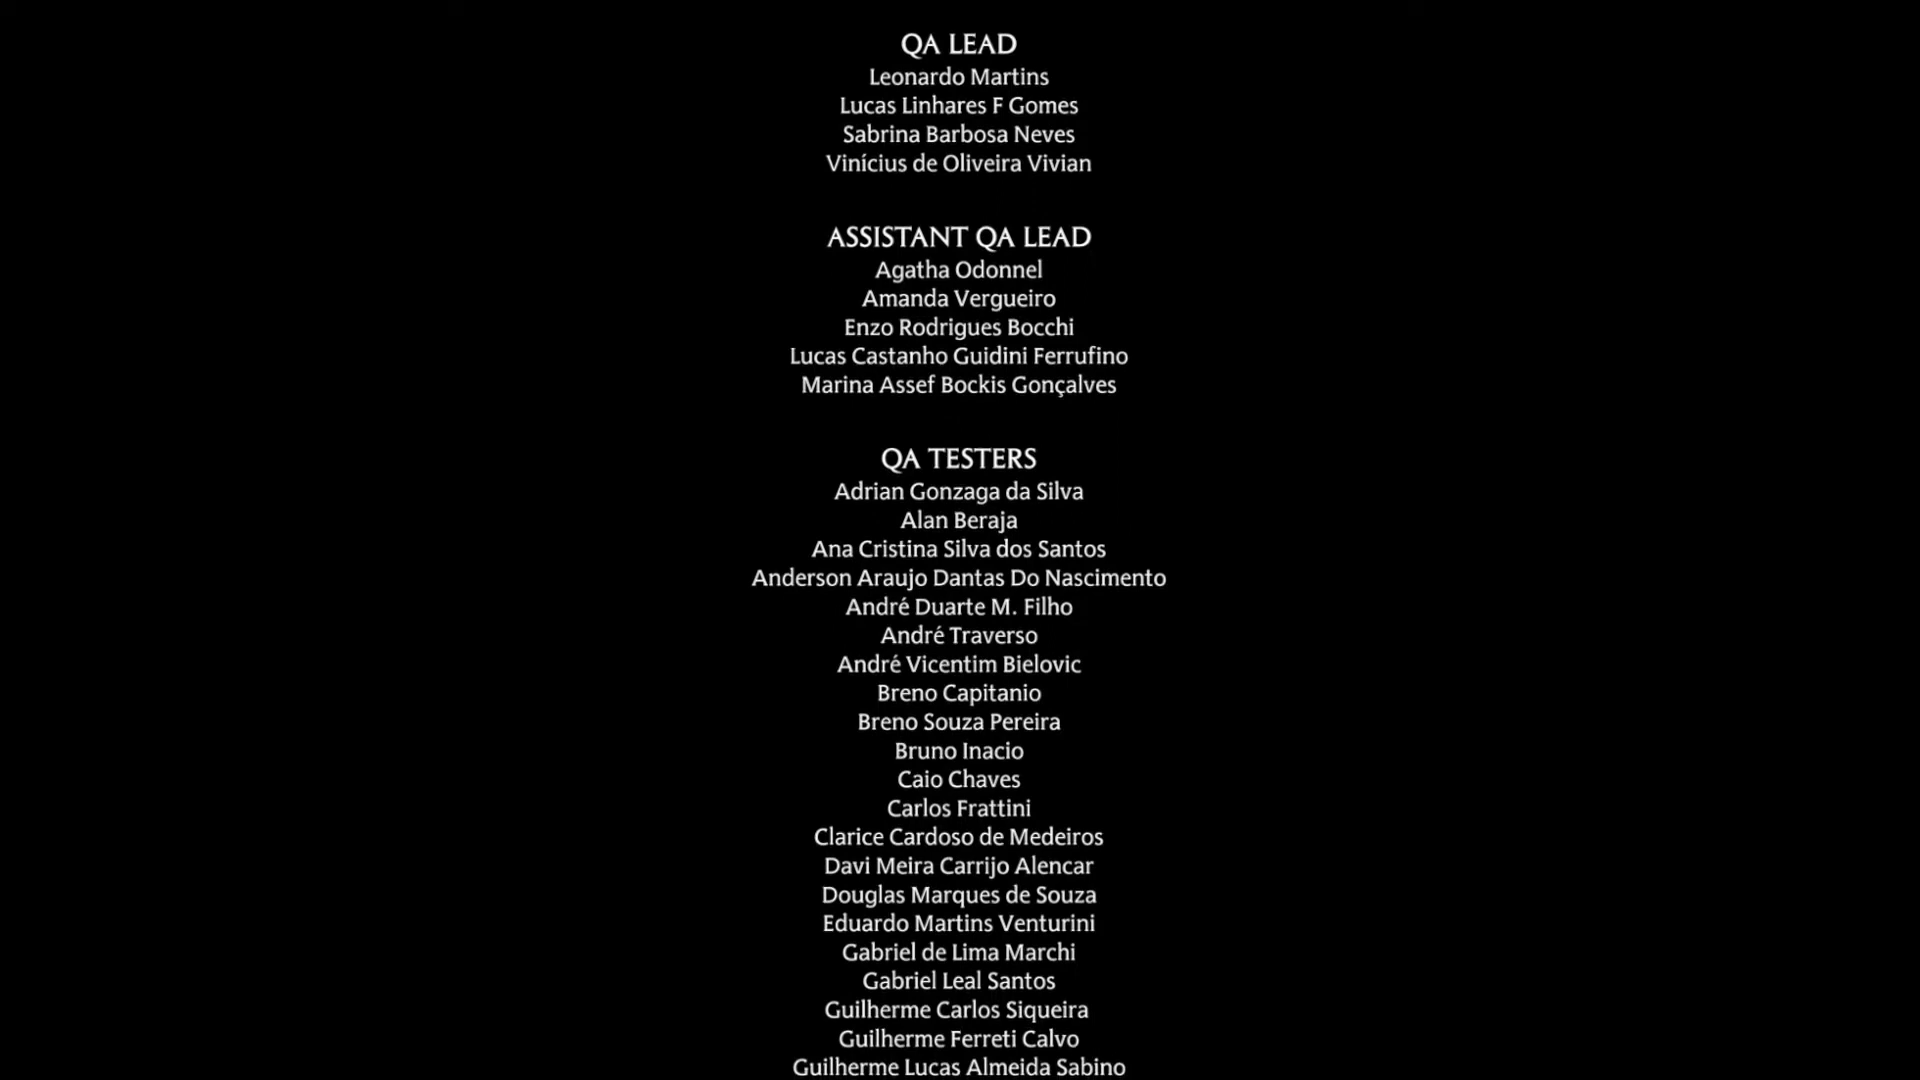 QA LEAD
Leonardo Martins
Lucas Linhares F Gomes
Sabrina Barbosa Neves
Vinícius de Oliveira Vivian
ASSISTANT QA LEAD
Agatha Odonnel
Amanda Vergueiro
Enzo Rodrigues Bocchi
Lucas Castanho Guidini Ferrufino
Marina Assef Bockis Gonçalves
QA TESTERS
Adrian Gonzaga da Silva
Alan Beraja
Ana Cristina Silva dos Santos
Anderson Araujo Dantas Do Nascimento
André Duarte M. Filho
André Traverso
André Vicentim Bielovic
Breno Capitanio
Breno Souza Pereira
Bruno Inacio
Caio Chaves
Carlos Frattini
Clarice Cardoso de Medeiros
Davi Meira Carrijo Alencar
Douglas Marques de Souza
Eduardo Martins Venturini
Gabriel de Lima Marchi
Gabriel Leal Santos
Guilherme Carlos Siqueira
Guilherme Ferreti Calvo
Guilherme Lucas Almeida Sabino